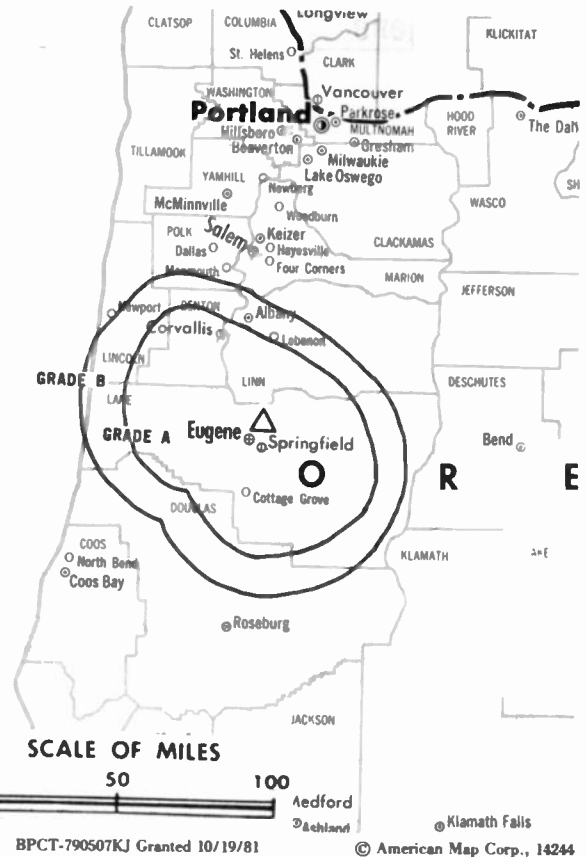 Longview
CLATSOP
COLUMBIA
KLICKITAT
St. Helens
CLARK
WASHINGTON
Vancouver
Portland
Parkrose
HOOD
RIVER
The Dall
Hillsboro
MULTNOMAH
Beaverton
Gresham
TILLAMOOK
Milwaukie
Lake Oswego
YAMHILL
Newberg
SH
McMinnville
Woodburn
WASCO
POLK
Salem
Keizer
Dallas
Hayesville
CLACKAMAS
Monmouth
Four Corners
MARION
JEFFERSON
Newport
BENTON
Albany
Corvallis
Lebanon
LINCOLN
GRADE B
LINN
DESCHUTES
LANE
GRADE A
Eugene
Springfield
Bend
O R E
Cottage Grove
DOUGLAS
COOS
North Bend
KLAMATH
AKE
Coos Bay
Roseburg
JACKSON
SCALE OF MILES
50 100
Medford
Ashland
Klamath Falls
BPCT-790507KJ Granted 10/19/81
© American Map Corp., 14244